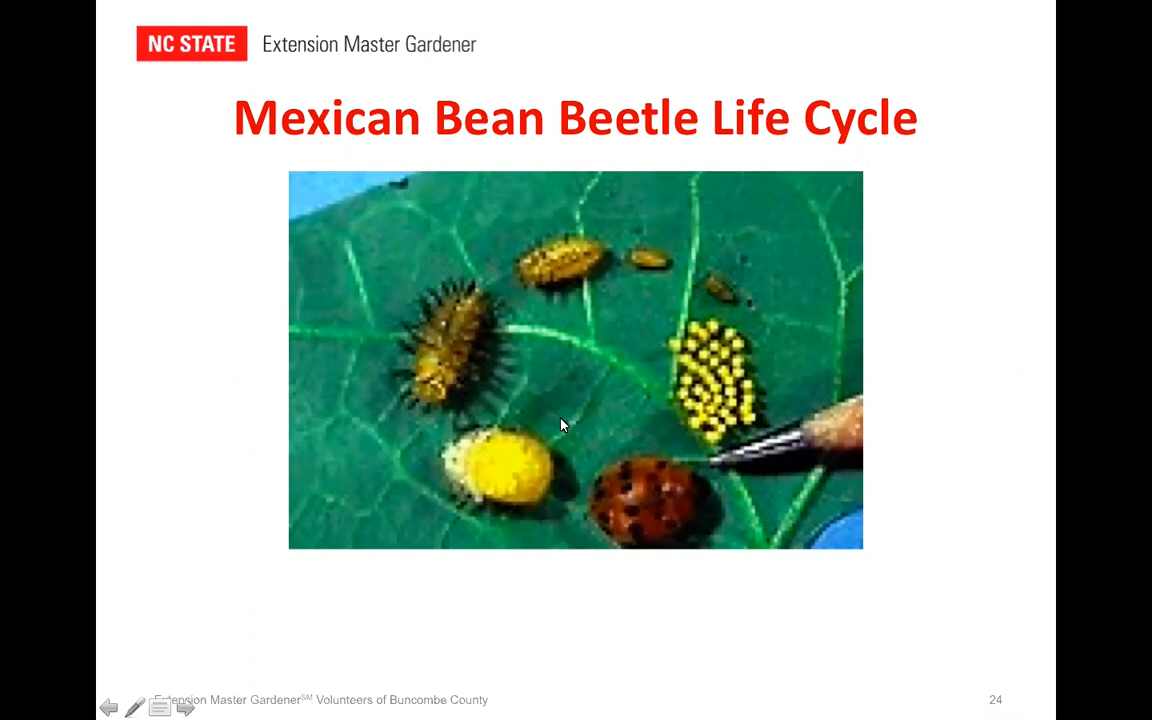 NC STATE Extension Master Gardener
Mexican Bean Beetle Life Cycle
Extension Master Gardener℠ Volunteers of Buncombe County
24